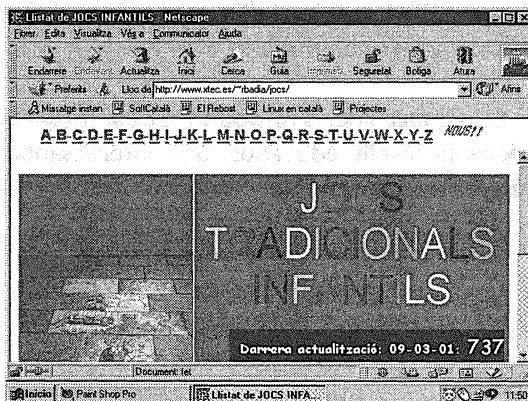 Llistat de JOCS INFANTILS - Netscape
Fitxer Edita Visualitza Vés a Communicator Ajuda
Endarrere Endavant Actualitza Inici Cerca Guia Imprimeix Seguretat Botiga Atura
Preferits Lloc de http://www.xtec.es/~rbadia/jocs/ Afins
Missatge instan. SoftCatalà El Rebost Linux en català Projectes
A-B-C-D-E-F-G-H-I-J-K-L-M-N-O-P-Q-R-S-T-U-V-W-X-Y-Z NOUS!!
JOCS
TRADICIONALS
INFANTILS
Darrera actualització: 09-03-01: 737
Document: fet
Inicio Paint Shop Pro Llistat de JOCS INFA...